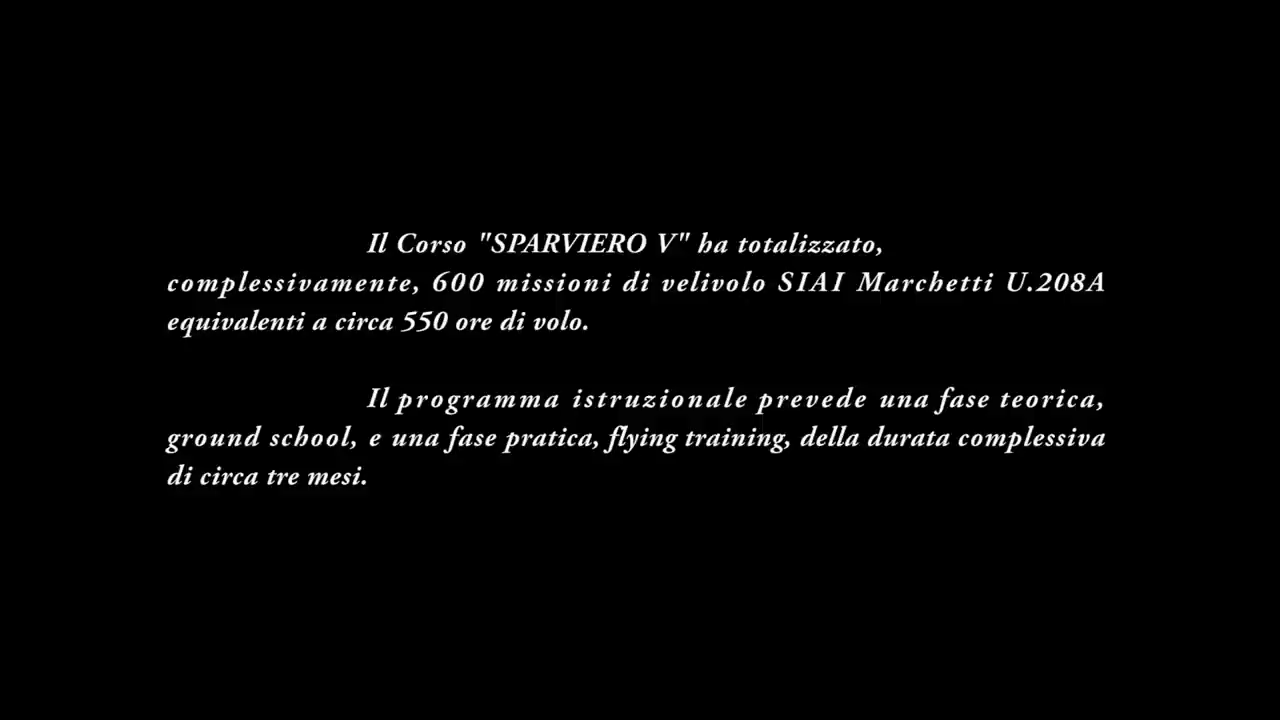 Il Corso "SPARVIERO V" ha totalizzato,
complessivamente, 600 missioni di velivolo SIAI Marchetti U.208A
equivalenti a circa 550 ore di volo.
Il programma istruzionale prevede una fase teorica,
ground school, e una fase pratica, flying training, della durata complessiva
di circa tre mesi.